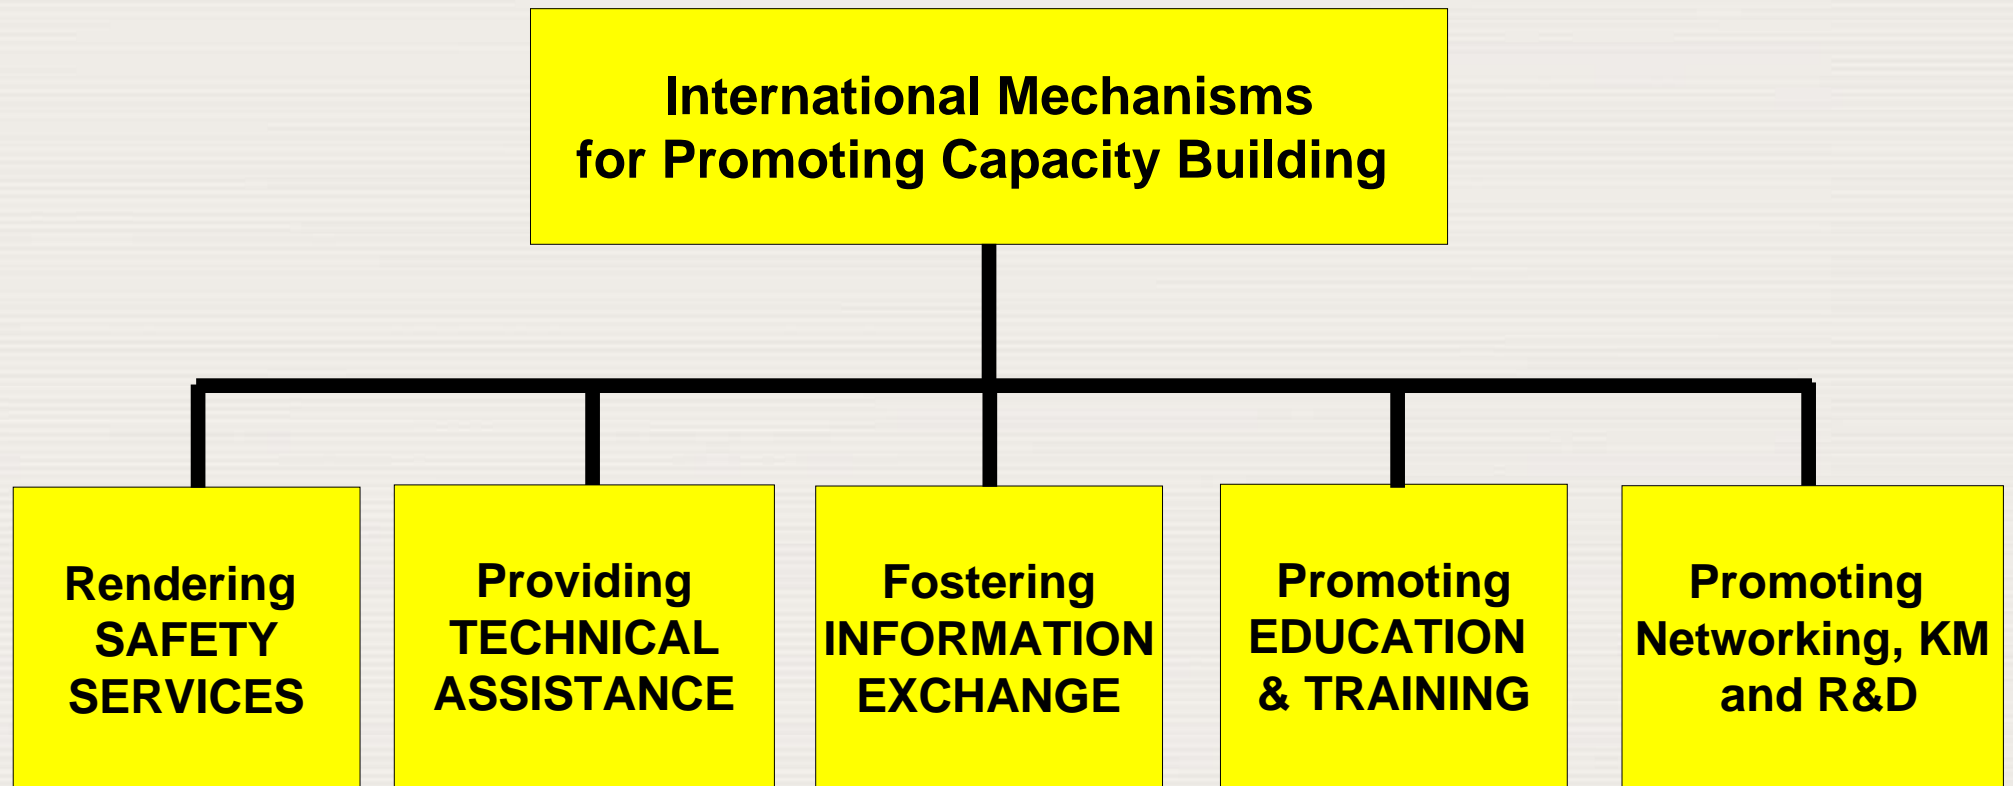 International Mechanisms
for Promoting Capacity Building
Rendering
SAFETY
SERVICES
Providing
TECHNICAL
ASSISTANCE
Fostering
INFORMATION
EXCHANGE
Promoting
EDUCATION
& TRAINING
Promoting
Networking, KM
and R&D